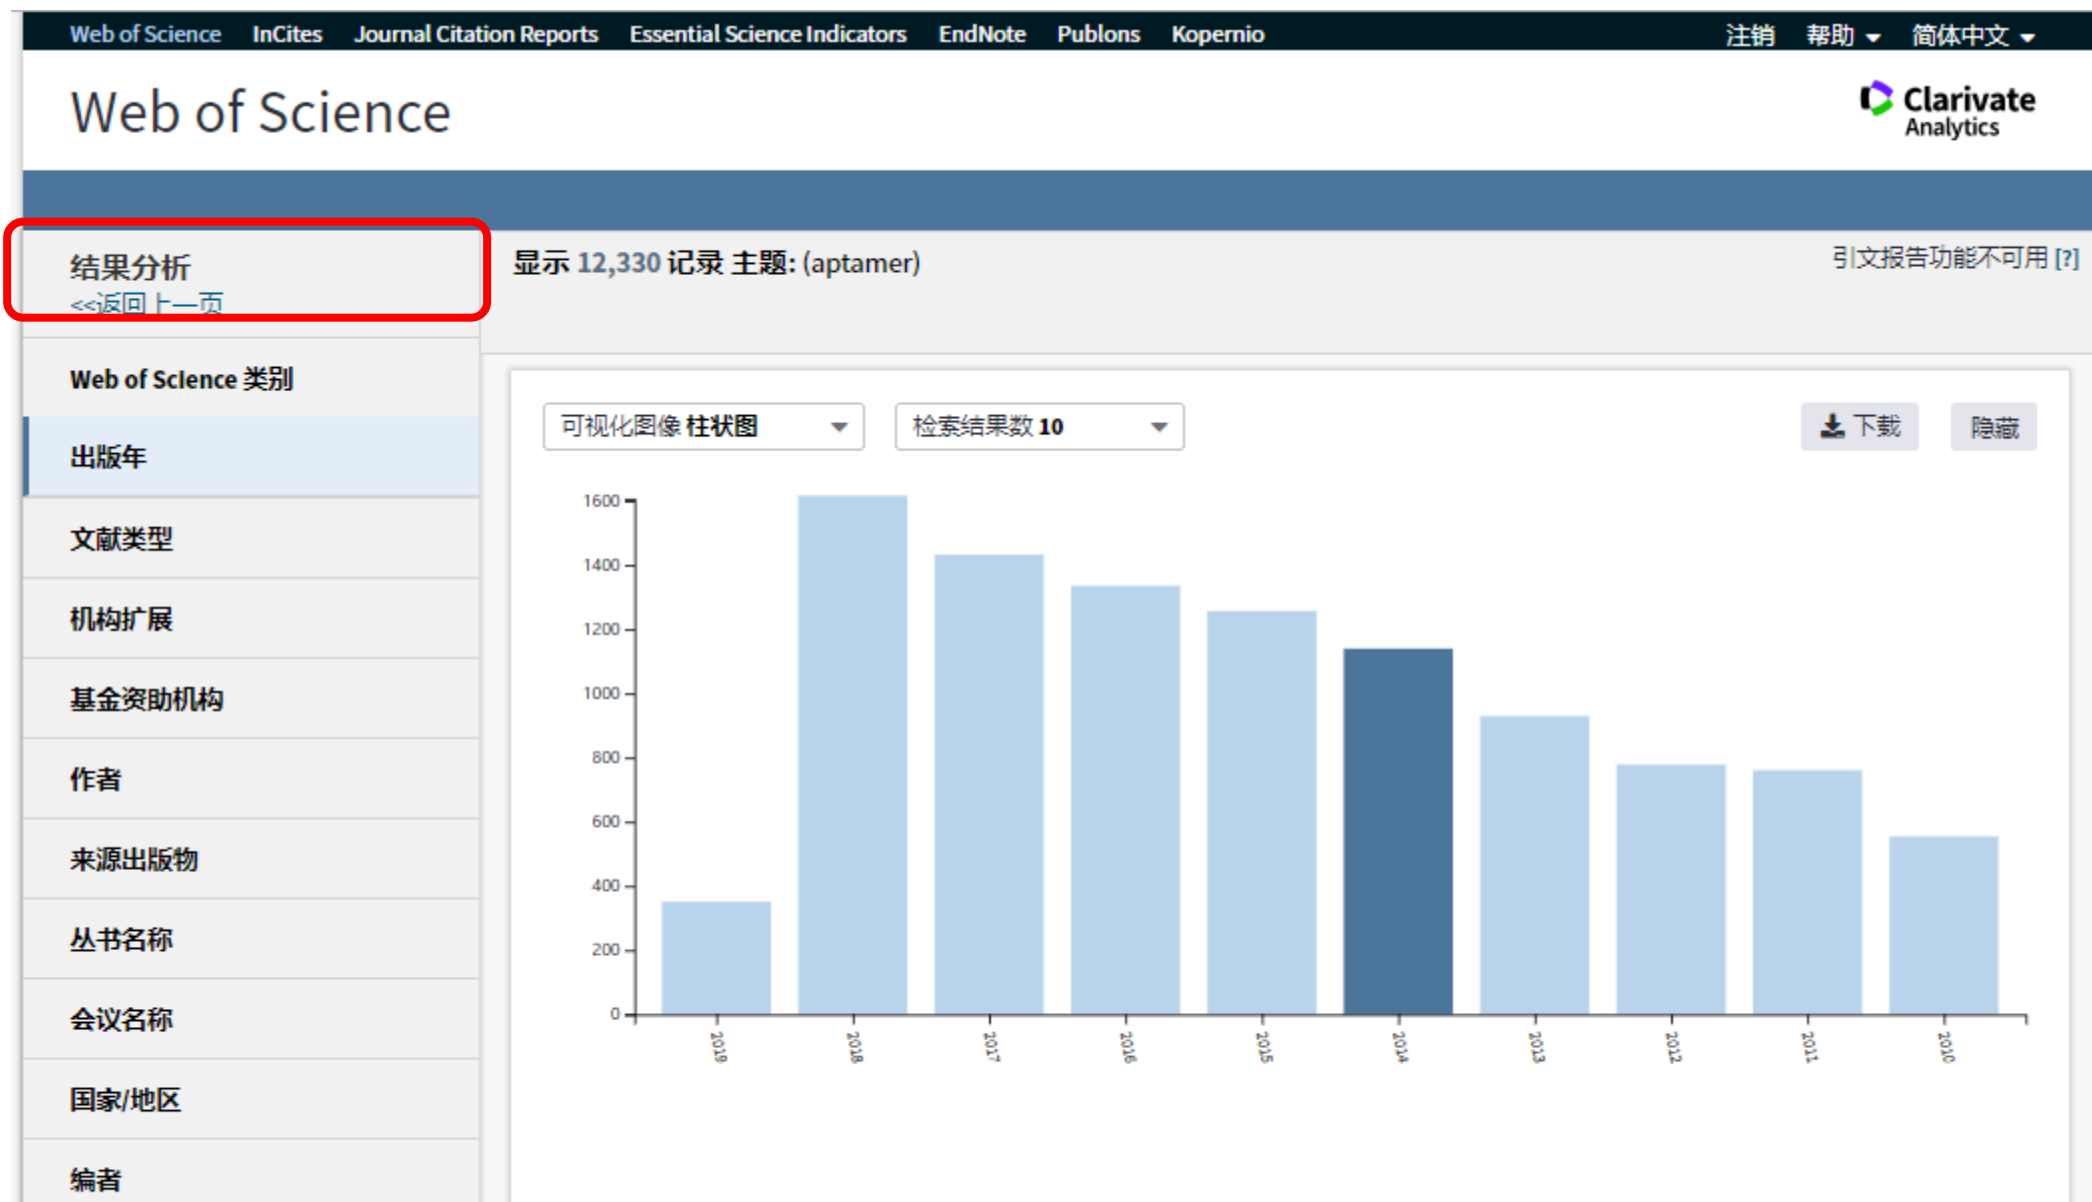 Web of Science InCites Journal Citation Reports Essential Science Indicators EndNote Publons Kopernio 注销 帮助 简体中文
Web of Science
Clarivate
Analytics
结果分析
<<返回上一页
显示 12,330 记录 主题: (aptamer)
引文报告功能不可用 [?]
Web of Science 类别
出版年
文献类型
机构扩展
基金资助机构
作者
来源出版物
丛书名称
会议名称
国家/地区
编者
可视化图像 柱状图
检索结果数 10
下载
隐藏
1600
1400
1200
1000
800
600
400
200
0
2019 2018 2017 2016 2015 2014 2013 2012 2011 2010